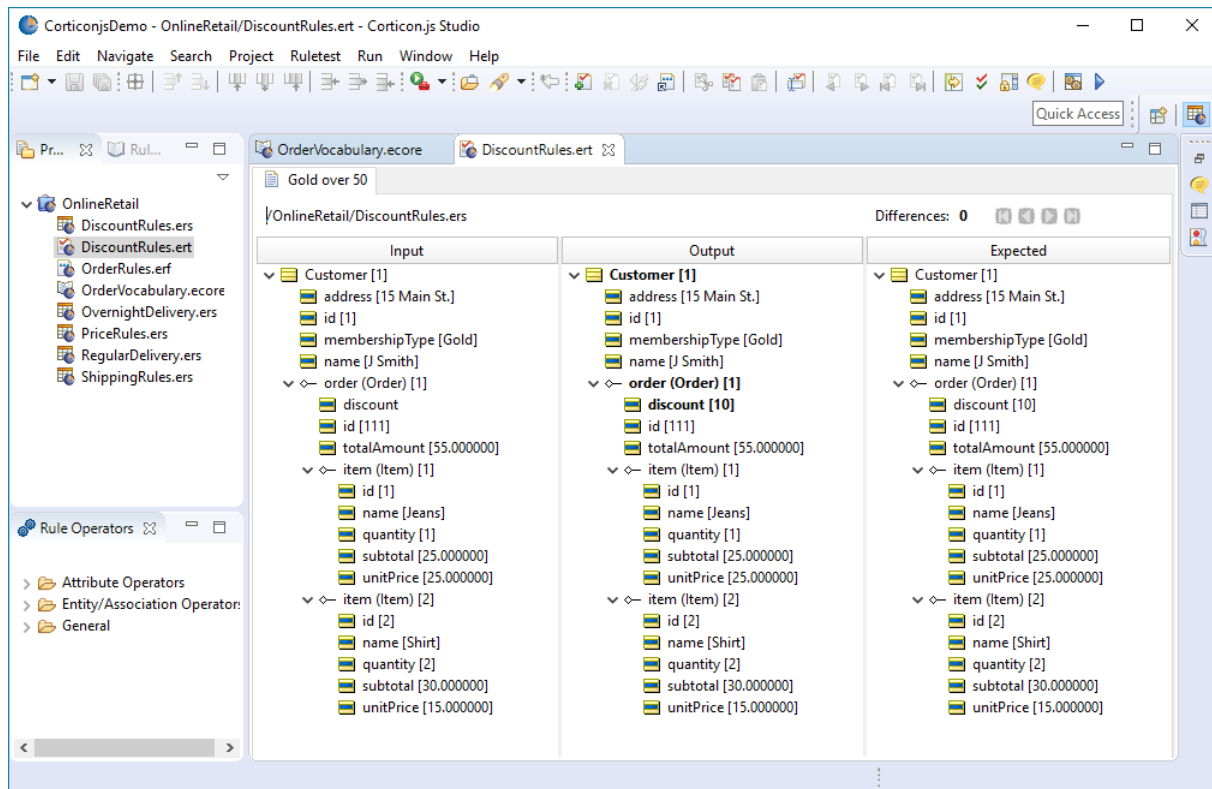 CorticonjsDemo - OnlineRetail/DiscountRules.ert - Corticon.js Studio
File Edit Navigate Search Project Ruletest Run Window Help
Quick Access
Pr... Rul... OrderVocabulary.ecore DiscountRules.ert
Gold over 50
OnlineRetail
DiscountRules.ers
DiscountRules.ert
OrderRules.erf
OrderVocabulary.ecore
OvernightDelivery.ers
PriceRules.ers
RegularDelivery.ers
ShippingRules.ers
Rule Operators
Attribute Operators
Entity/Association Operator:
General
/OnlineRetail/DiscountRules.ers Differences: 0
Input
Customer [1]
address [15 Main St.]
id [1]
membershipType [Gold]
name [J Smith]
order (Order) [1]
discount
id [111]
totalAmount [55.000000]
item (Item) [1]
id [1]
name [Jeans]
quantity [1]
subtotal [25.000000]
unitPrice [25.000000]
item (Item) [2]
id [2]
name [Shirt]
quantity [2]
subtotal [30.000000]
unitPrice [15.000000]
Output
Customer [1]
address [15 Main St.]
id [1]
membershipType [Gold]
name [J Smith]
order (Order) [1]
discount [10]
id [111]
totalAmount [55.000000]
item (Item) [1]
id [1]
name [Jeans]
quantity [1]
subtotal [25.000000]
unitPrice [25.000000]
item (Item) [2]
id [2]
name [Shirt]
quantity [2]
subtotal [30.000000]
unitPrice [15.000000]
Expected
Customer [1]
address [15 Main St.]
id [1]
membershipType [Gold]
name [J Smith]
order (Order) [1]
discount [10]
id [111]
totalAmount [55.000000]
item (Item) [1]
id [1]
name [Jeans]
quantity [1]
subtotal [25.000000]
unitPrice [25.000000]
item (Item) [2]
id [2]
name [Shirt]
quantity [2]
subtotal [30.000000]
unitPrice [15.000000]